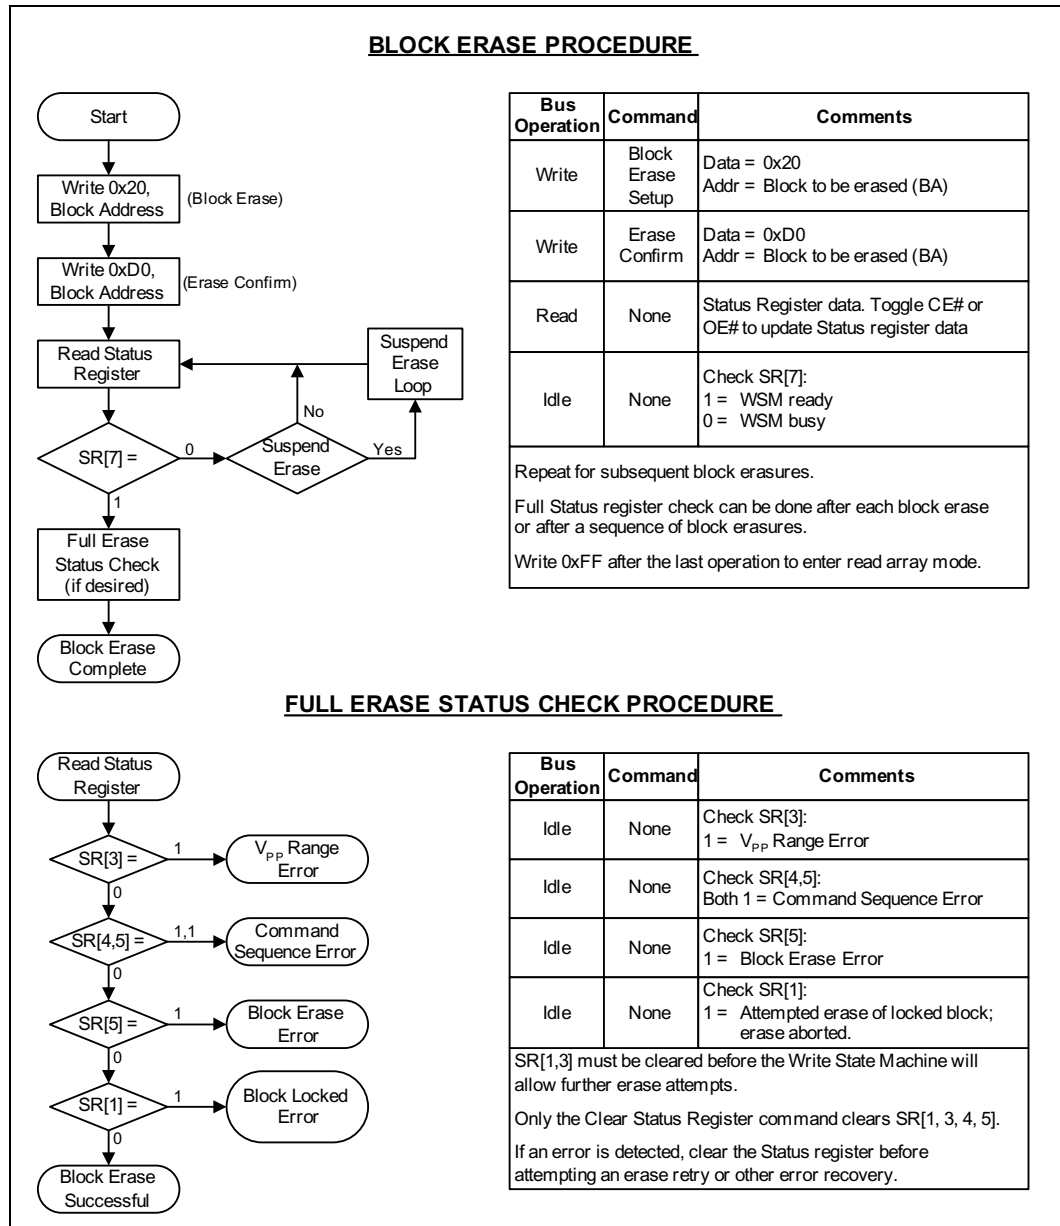 BLOCK ERASE PROCEDURE
Start
Write 0x20,
Block Address
(Block Erase)
Write 0xD0,
Block Address
(Erase Confirm)
Read Status
Register
Suspend
Erase
Loop
No
SR[7] =
0
Suspend
Erase
Yes
1
Full Erase
Status Check
(if desired)
Block Erase
Complete
Bus
Operation
Command
Comments
Write
Block
Erase
Setup
Data = 0x20
Addr = Block to be erased (BA)
Write
Erase
Confirm
Data = 0xD0
Addr = Block to be erased (BA)
Read
None
Status Register data. Toggle CE# or
OE# to update Status register data
Idle
None
Check SR[7]:
1 = WSM ready
0 = WSM busy
Repeat for subsequent block erasures.
Full Status register check can be done after each block erase
or after a sequence of block erasures.
Write 0xFF after the last operation to enter read array mode.
FULL ERASE STATUS CHECK PROCEDURE
Read Status
Register
SR[3] =
1
VPP Range
Error
0
SR[4,5] =
1,1
Command
Sequence Error
0
SR[5] =
1
Block Erase
Error
0
SR[1] =
1
Block Locked
Error
0
Block Erase
Successful
Bus
Operation
Command
Comments
Idle
None
Check SR[3]:
1 = VPP Range Error
Idle
None
Check SR[4,5]:
Both 1 = Command Sequence Error
Idle
None
Check SR[5]:
1 = Block Erase Error
Idle
None
Check SR[1]:
1 = Attempted erase of locked block;
erase aborted.
SR[1,3] must be cleared before the Write State Machine will
allow further erase attempts.
Only the Clear Status Register command clears SR[1, 3, 4, 5].
If an error is detected, clear the Status register before
attempting an erase retry or other error recovery.